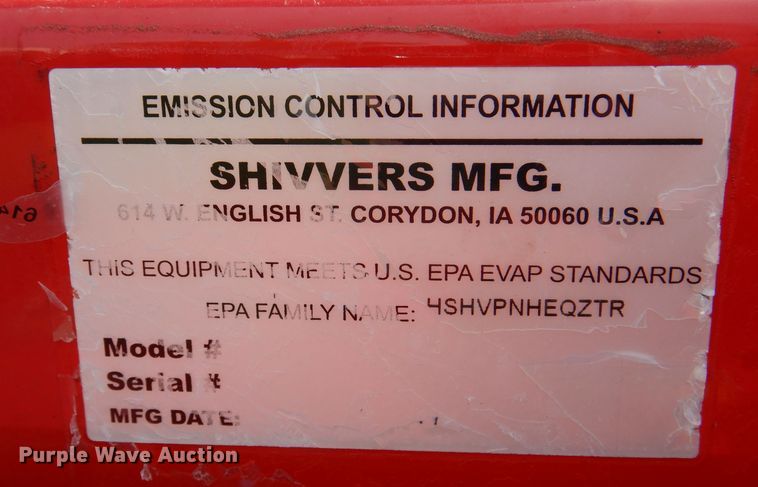 EMISSION CONTROL INFORMATION
SHIVVERS MFG.
614 W. ENGLISH ST. CORYDON, IA 50060 U.S.A
THIS EQUIPMENT MEETS U.S. EPA EVAP STANDARDS
EPA FAMILY NAME: HSHVPNHEQZTR
Model #
Serial #
MFG DATE:
614
Purple Wave Auction